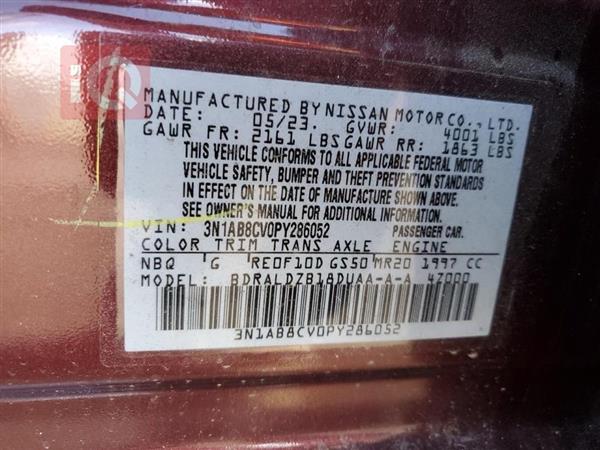 MANUFACTURED BY NISSAN MOTOR CO., LTD.
DATE: 05/23. GVWR: 4001 LBS
GAWR FR: 2161 LBS GAWR RR: 1863 LBS
THIS VEHICLE CONFORMS TO ALL APPLICABLE FEDERAL MOTOR
VEHICLE SAFETY, BUMPER AND THEFT PREVENTION STANDARDS
IN EFFECT ON THE DATE OF MANUFACTURE SHOWN ABOVE.
SEE OWNER'S MANUAL FOR ADDITIONAL INFORMATION.
VIN: 3N1AB8CV0PY286052 PASSENGER CAR.
COLOR TRIM TRANS AXLE ENGINE
NBQ G RE0F10D GS50 MR20 1997 CC
MODEL: BDRALDZB18DUAA-A-A 4Z000
3N1AB8CV0PY286052